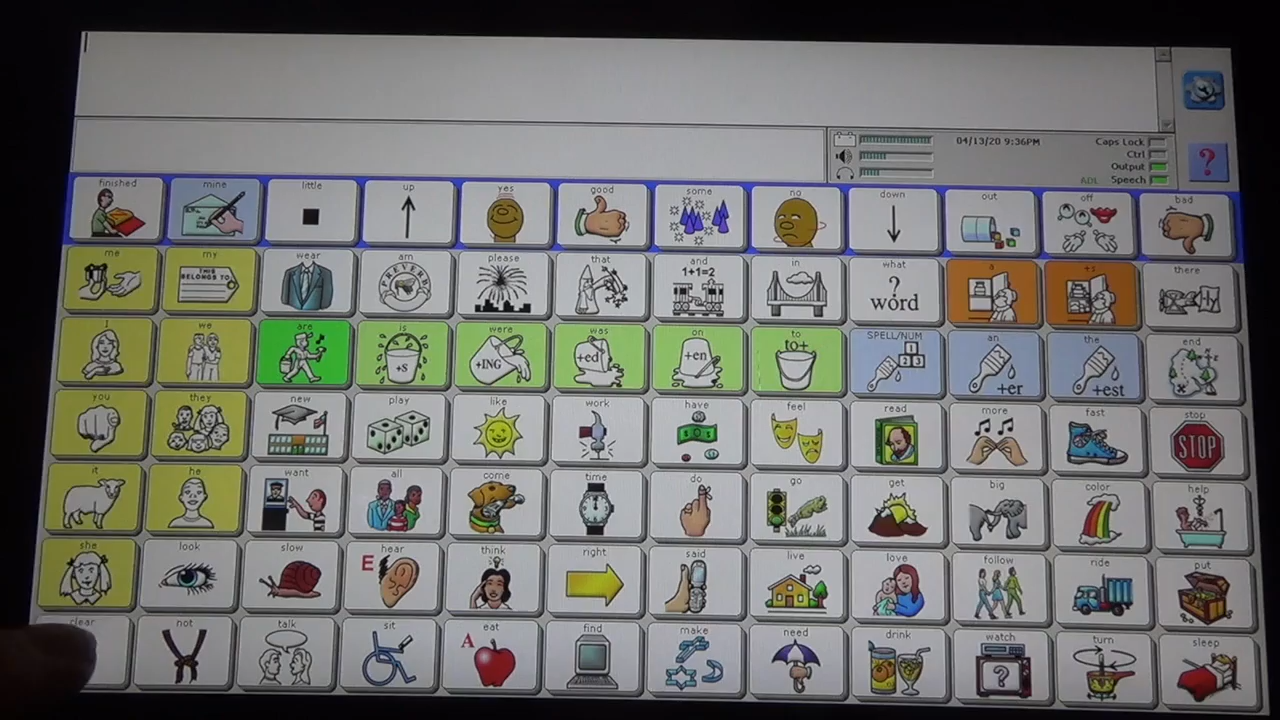 04/13/20 9:36PM
Caps Lock
Ctrl
Output
ADL Speech
?
finished mine little up yes good some no down out off bad
me my wear am please that and in what a +s there
THIS BELONGS TO
1+1=2
? word
I we are is were was on to+ SPELL/NUM an the end
+s +ING +ed +en 1 2 3 +er +est
you they new play like work have feel read more fast stop
STOP
it he want all come time do go get big color help
she look slow hear think right said live love follow ride put
E
clear not talk sit eat find make need drink watch turn sleep
A ?